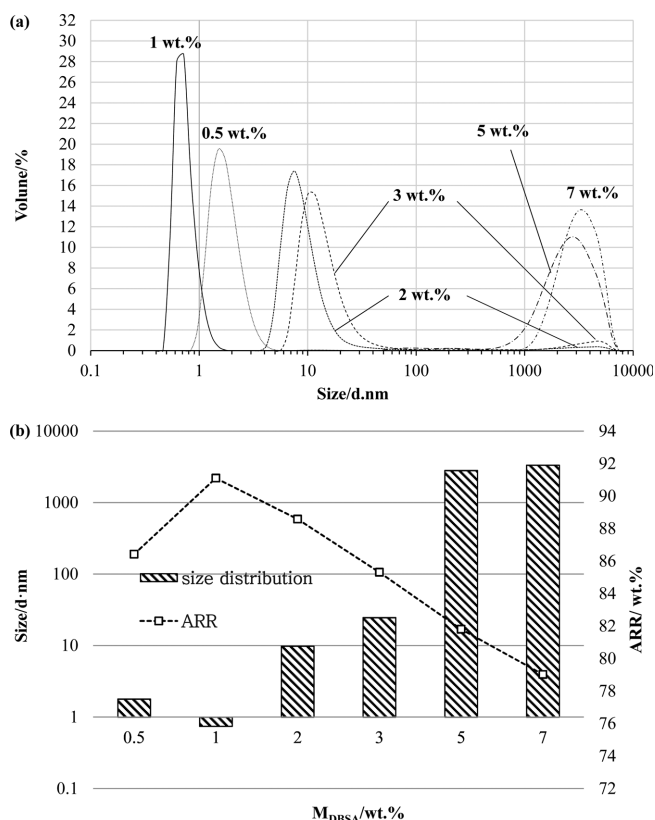 (a)
32
30
28
26
24
22
20
18
16
14
12
10
8
6
4
2
0
Volune/%
1 wt.%
0.5 wt.%
5 wt.%
7 wt.%
3 wt.%
2 wt.%
0.1 1 10 100 1000 10000
Size/d.nm
(b)
10000
1000
100
10
1
0.1
Size/d·nm
size distribution
ARR
94
92
90
88
86
84
82
80
78
76
74
72
ARR/ wt.%
0.5 1 2 3 5 7
M_DBSA/wt.%